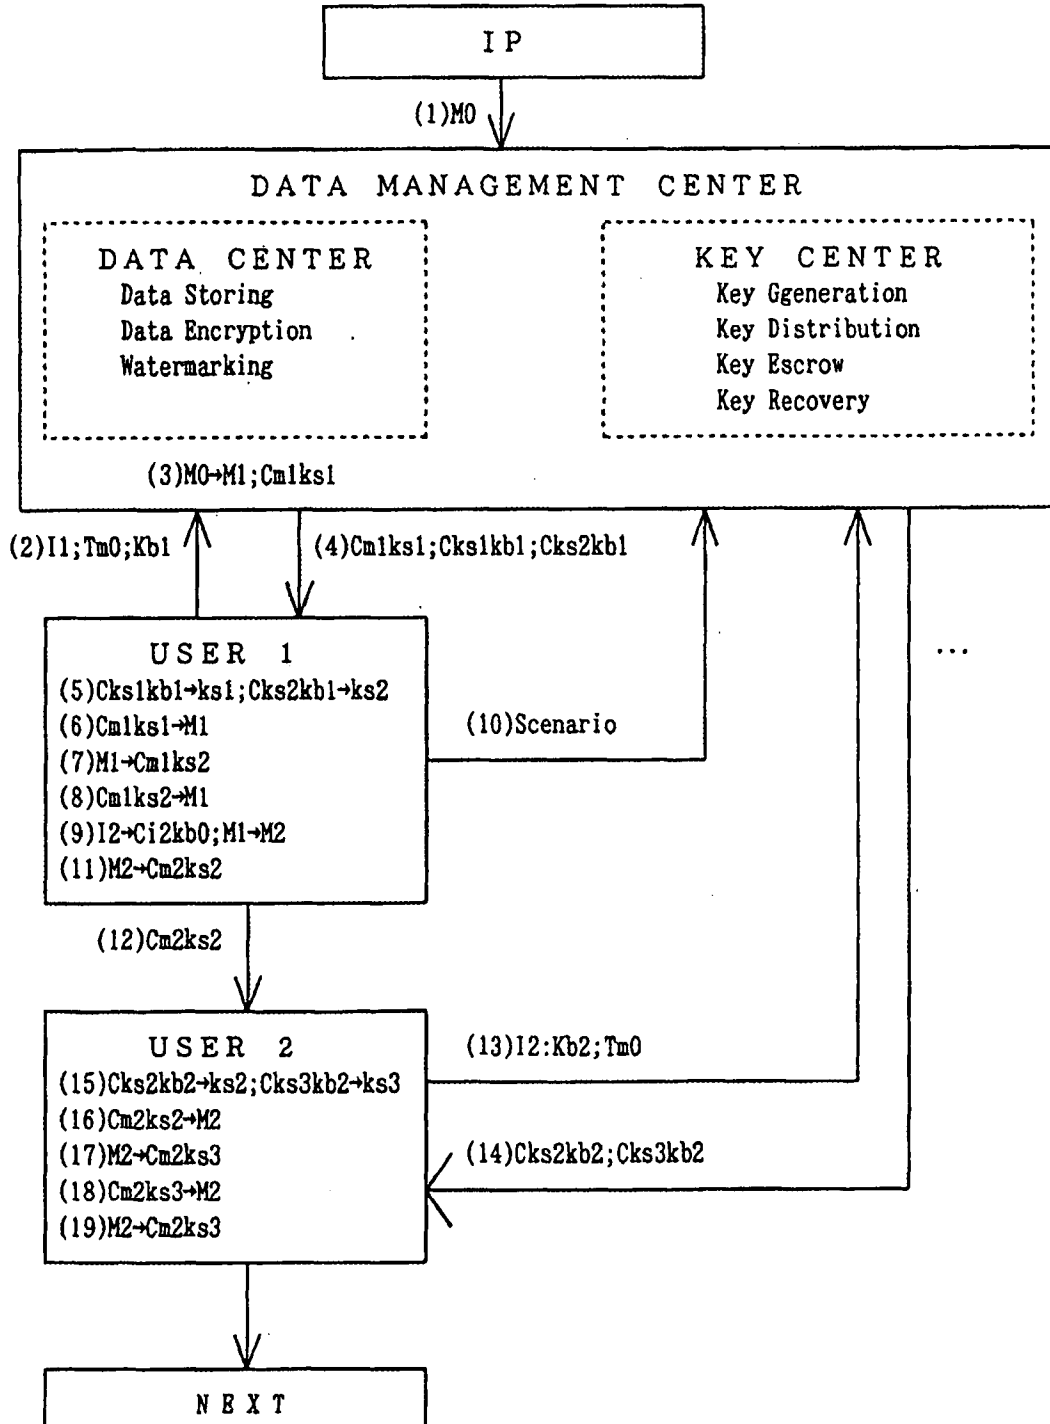 IP
(1)M0
DATA MANAGEMENT CENTER
DATA CENTER
Data Storing
Data Encryption
Watermarking
KEY CENTER
Key Ggeneration
Key Distribution
Key Escrow
Key Recovery
(3)M0→M1;Cm1ks1
(2)I1;Tm0;Kb1
(4)Cm1ks1;Cks1kb1;Cks2kb1
USER 1
(5)Cks1kb1→ks1;Cks2kb1→ks2
(6)Cm1ks1→M1
(7)M1→Cm1ks2
(8)Cm1ks2→M1
(9)I2→Ci2kb0;M1→M2
(11)M2→Cm2ks2
(10)Scenario
...
(12)Cm2ks2
USER 2
(15)Cks2kb2→ks2;Cks3kb2→ks3
(16)Cm2ks2→M2
(17)M2→Cm2ks3
(18)Cm2ks3→M2
(19)M2→Cm2ks3
(13)I2:Kb2;Tm0
(14)Cks2kb2;Cks3kb2
NEXT